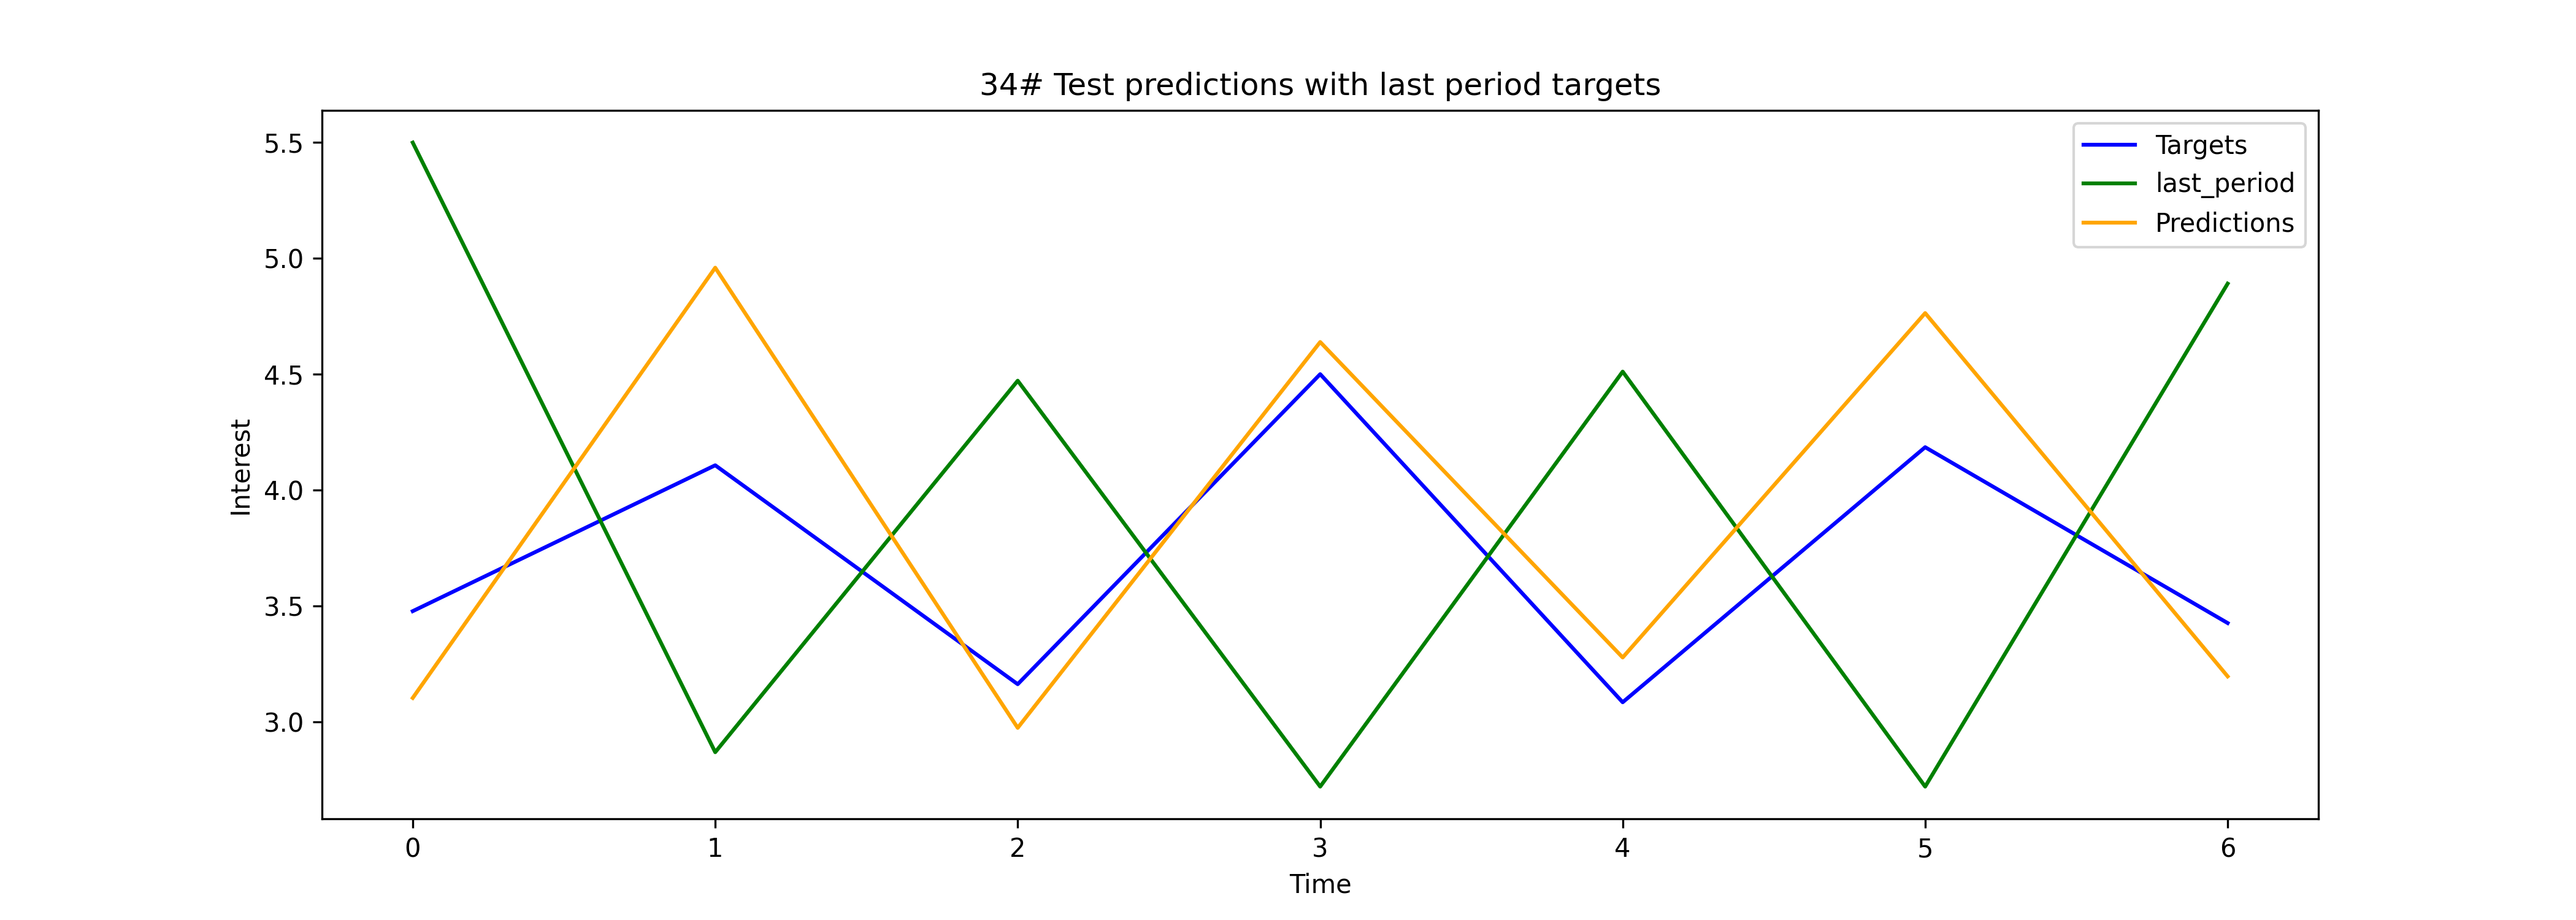 34# Test predictions with last period targets
Targets
last_period
Predictions
Interest
5.5
5.0
4.5
4.0
3.5
3.0
0 1 2 3 4 5 6
Time